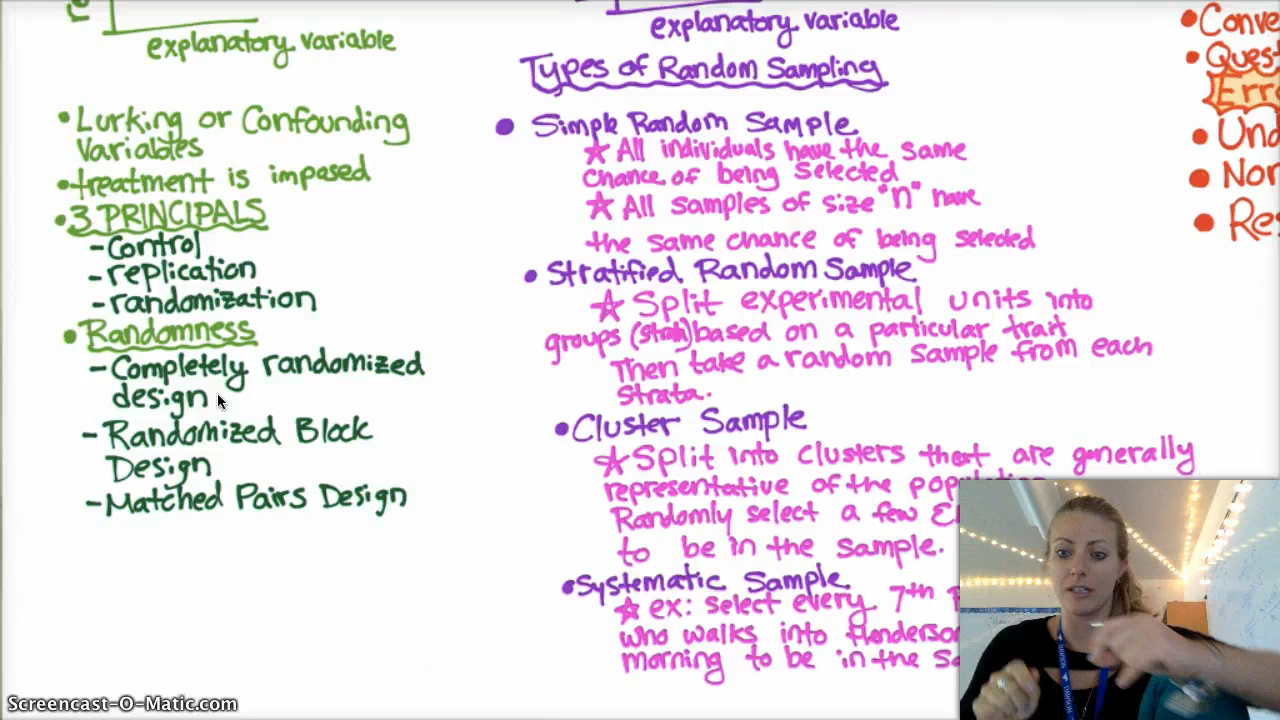 explanatory variable
• Lurking or Confounding
Variables
• treatment is imposed
• 3 PRINCIPALS
- Control
- replication
- randomization
• Randomness
- Completely randomized
design
- Randomized Block
Design
- Matched Pairs Design
explanatory variable
Types of Random Sampling
• Simple Random Sample
☆ All individuals have the same
chance of being selected
☆ All samples of size "n" have
the same chance of being selected
• Stratified Random Sample
☆ Split experimental units into
groups (strata) based on a particular trait
Then take a random sample from each
Strata.
• Cluster Sample
☆ Split into clusters that are generally
representative of the population
Randomly select a few
to be in the sample.
• Systematic Sample
☆ ex: select every 7th
who walks into Henderson
morning to be in the
• Conve
• Ques
Erro
• Und
• Non
• Re
Screencast-O-Matic.com